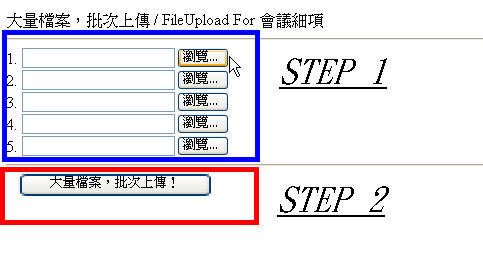 大量檔案，批次上傳 / FileUpload For 會議細項
1. 瀏覽...
STEP 1
2. 瀏覽...
3. 瀏覽...
4. 瀏覽...
5. 瀏覽...
大量檔案，批次上傳！
STEP 2